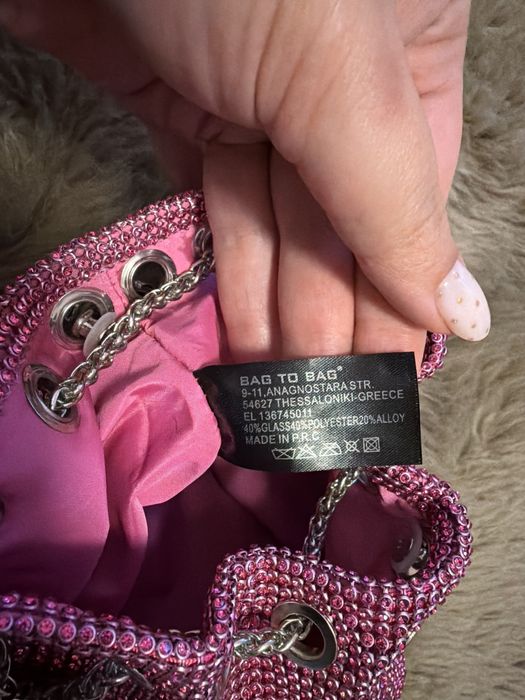 BAG TO BAG®
9-11,ANAGNOSTARA STR.
54627 THESSALONIKI-GREECE
EL 136745011
40%GLASS40%POLYESTER20%ALLOY
MADE IN P.R.C